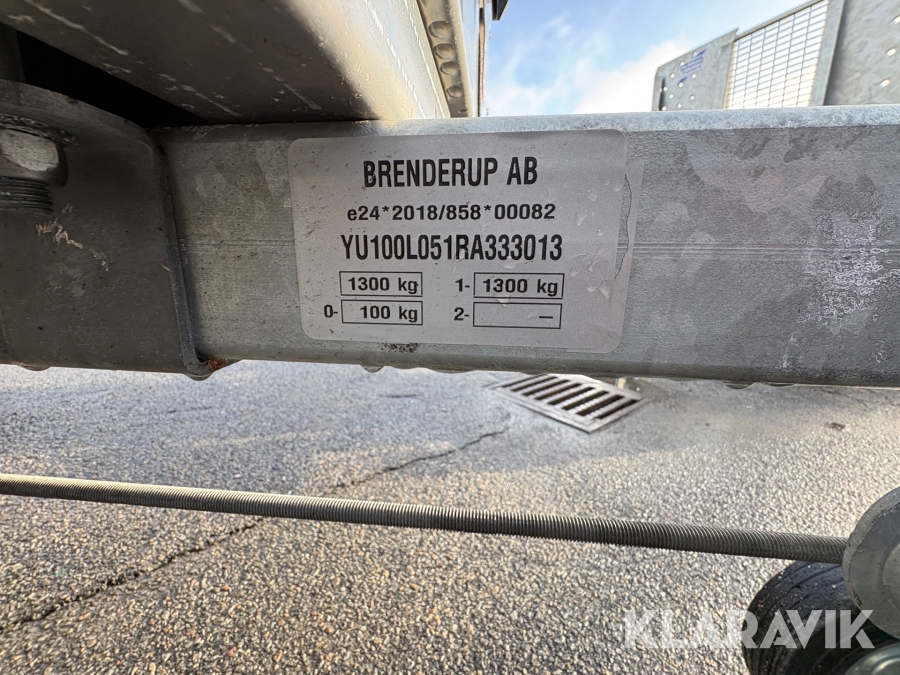 BRENDERUP AB
e24*2018/858*00082
YU100L051RA333013
1300 kg 1- 1300 kg
0- 100 kg 2- –
KLARAVIK